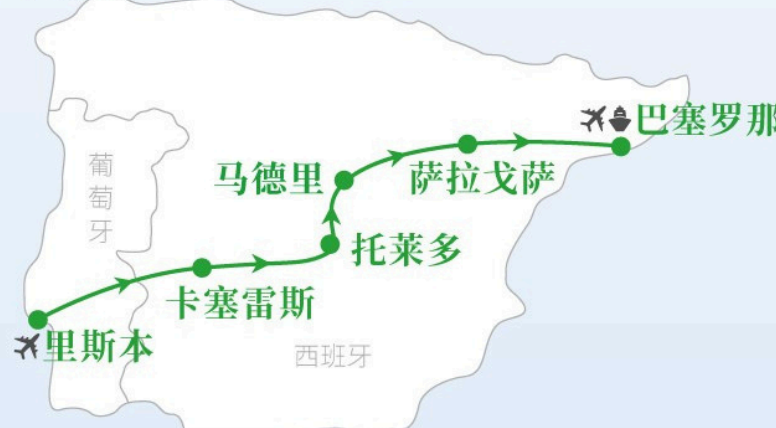 巴塞罗那
葡萄牙
马德里
萨拉戈萨
托莱多
卡塞雷斯
里斯本
西班牙